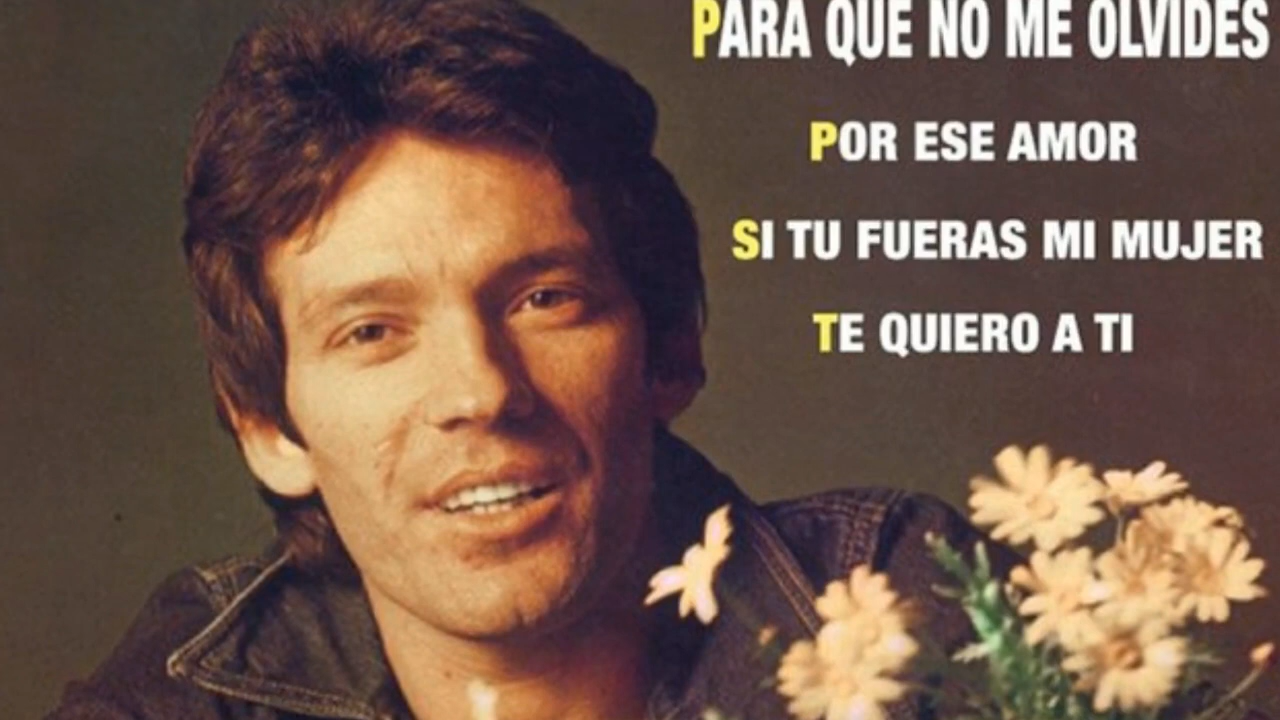 PARA QUE NO ME OLVIDES
POR ESE AMOR
SI TU FUERAS MI MUJER
TE QUIERO A TI